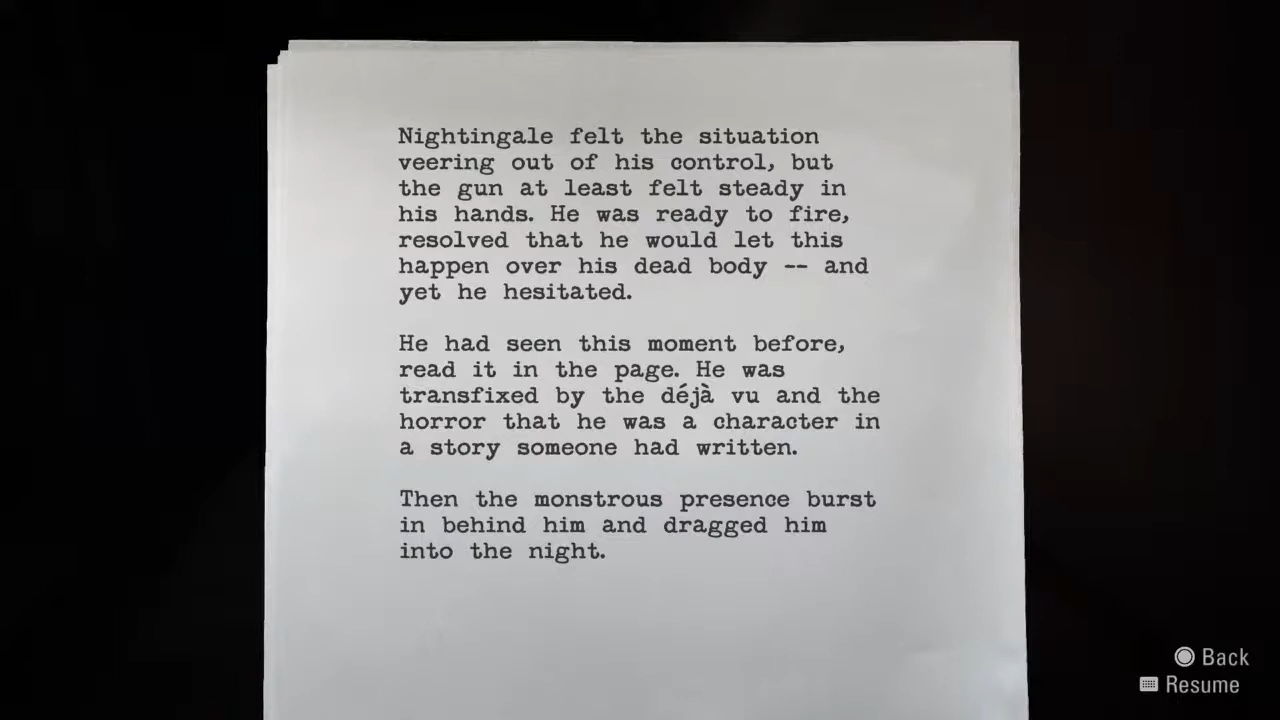 Nightingale felt the situation
veering out of his control, but
the gun at least felt steady in
his hands. He was ready to fire,
resolved that he would let this
happen over his dead body -- and
yet he hesitated.
He had seen this moment before,
read it in the page. He was
transfixed by the déjà vu and the
horror that he was a character in
a story someone had written.
Then the monstrous presence burst
in behind him and dragged him
into the night.
Back
Resume